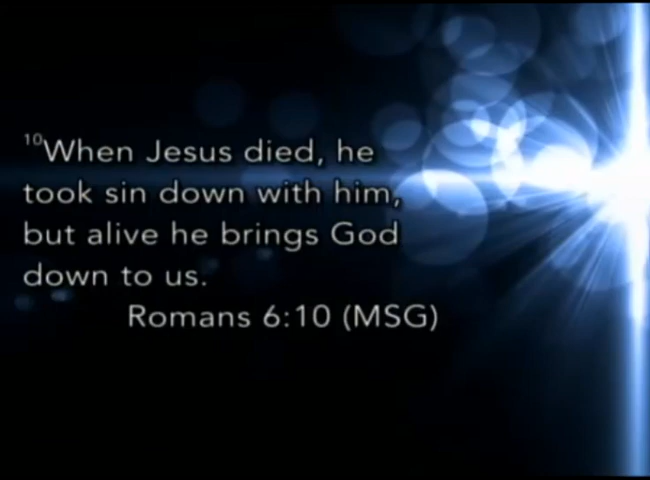 ¹⁰When Jesus died, he
took sin down with him,
but alive he brings God
down to us.
Romans 6:10 (MSG)